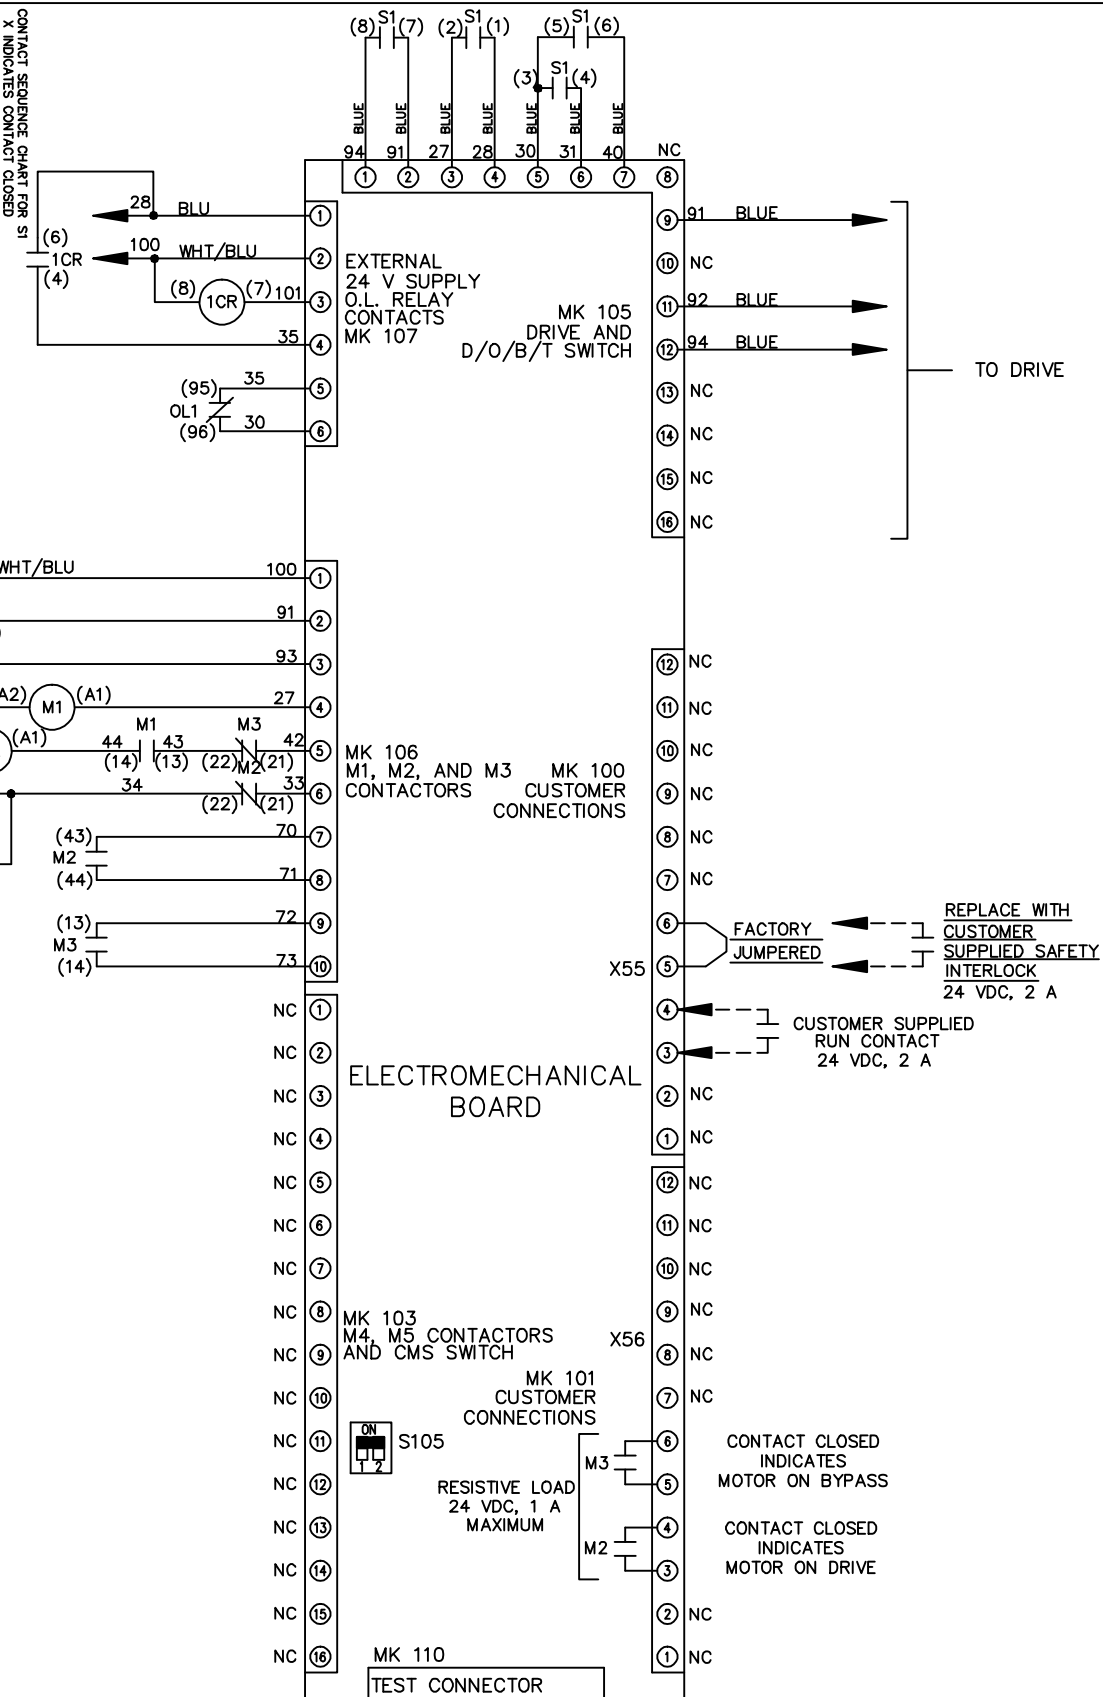 CONTACT SEQUENCE CHART FOR S1
X INDICATES CONTACT CLOSED
(8) S1 (7) (2) S1 (1) (5) S1 (6)
(3) S1 (4)
BLUE BLUE BLUE BLUE BLUE BLUE BLUE
94 91 27 28 30 31 40 NC
1 2 3 4 5 6 7 8
28 BLU 1
100 WHT/BLU 2
(6)
1CR
(4)
(8) 1CR (7) 101 3
35 4
(95) 35 5
OL1
(96) 30 6
EXTERNAL
24 V SUPPLY
O.L. RELAY
CONTACTS
MK 107
MK 105
DRIVE AND
D/O/B/T SWITCH
9 91 BLUE
10 NC
11 92 BLUE
12 94 BLUE
13 NC
14 NC
15 NC
16 NC
TO DRIVE
WHT/BLU 100 1
91 2
93 3
A2) M1 (A1) 27 4
(A1) 44 M1 43 M3 42 5
(14) (13) (22) (21)
34 M2 33 6
(22) (21)
(43) 70 7
M2
(44) 71 8
(13) 72 9
M3
(14) 73 10
MK 106
M1, M2, AND M3
CONTACTORS
MK 100
CUSTOMER
CONNECTIONS
12 NC
11 NC
10 NC
9 NC
8 NC
7 NC
6
X55 5
4
3
2 NC
1 NC
FACTORY
JUMPERED
REPLACE WITH
CUSTOMER
SUPPLIED SAFETY
INTERLOCK
24 VDC, 2 A
CUSTOMER SUPPLIED
RUN CONTACT
24 VDC, 2 A
ELECTROMECHANICAL
BOARD
NC 1
NC 2
NC 3
NC 4
NC 5
NC 6
NC 7
NC 8
NC 9
NC 10
NC 11
NC 12
NC 13
NC 14
NC 15
NC 16
MK 103
M4, M5 CONTACTORS
AND CMS SWITCH
ON
1 2
S105
12 NC
11 NC
10 NC
9 NC
X56
8 NC
7 NC
6
5
4
3
2 NC
1 NC
MK 101
CUSTOMER
CONNECTIONS
M3
M2
RESISTIVE LOAD
24 VDC, 1 A
MAXIMUM
CONTACT CLOSED
INDICATES
MOTOR ON BYPASS
CONTACT CLOSED
INDICATES
MOTOR ON DRIVE
MK 110
TEST CONNECTOR